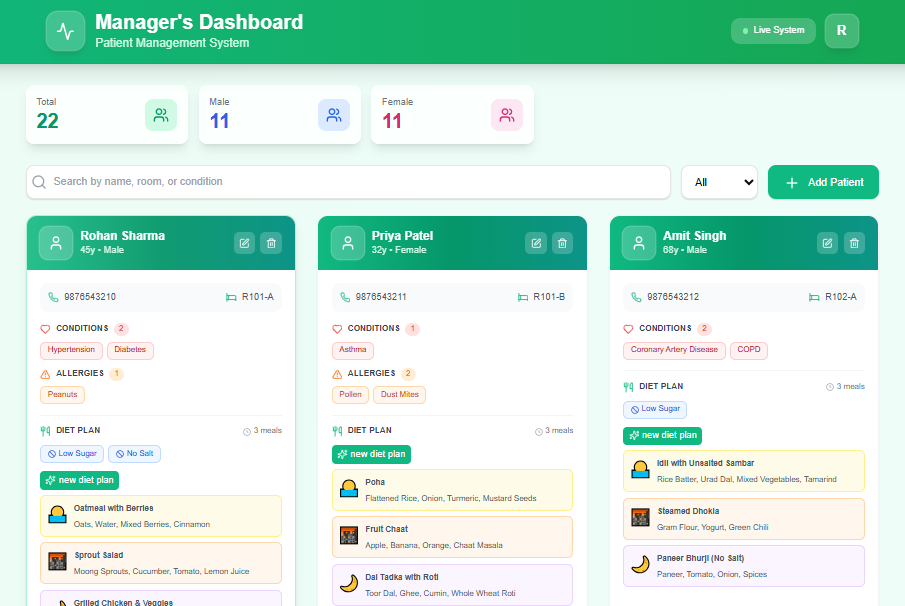 Manager's Dashboard
Patient Management System
Live System
R
Total
22
Male
11
Female
11
Search by name, room, or condition
All
Add Patient
Rohan Sharma
45y • Male
9876543210
R101-A
CONDITIONS 2
Hypertension
Diabetes
ALLERGIES 1
Peanuts
DIET PLAN
3 meals
Low Sugar
No Salt
new diet plan
Oatmeal with Berries
Oats, Water, Mixed Berries, Cinnamon
Sprout Salad
Moong Sprouts, Cucumber, Tomato, Lemon Juice
Grilled Chicken & Veggies
Priya Patel
32y • Female
9876543211
R101-B
CONDITIONS 1
Asthma
ALLERGIES 2
Pollen
Dust Mites
DIET PLAN
3 meals
new diet plan
Poha
Flattened Rice, Onion, Turmeric, Mustard Seeds
Fruit Chaat
Apple, Banana, Orange, Chaat Masala
Dal Tadka with Roti
Toor Dal, Ghee, Cumin, Whole Wheat Roti
Amit Singh
68y • Male
9876543212
R102-A
CONDITIONS 2
Coronary Artery Disease
COPD
DIET PLAN
3 meals
Low Sugar
new diet plan
Idli with Unsalted Sambar
Rice Batter, Urad Dal, Mixed Vegetables, Tamarind
Steamed Dhokla
Gram Flour, Yogurt, Green Chili
Paneer Bhurji (No Salt)
Paneer, Tomato, Onion, Spices